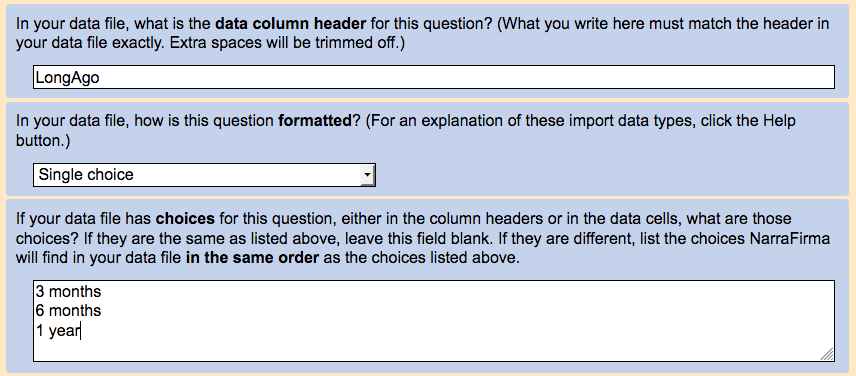 In your data file, what is the data column header for this question? (What you write here must match the header in
your data file exactly. Extra spaces will be trimmed off.)
LongAgo
In your data file, how is this question formatted? (For an explanation of these import data types, click the Help
button.)
Single choice
If your data file has choices for this question, either in the column headers or in the data cells, what are those
choices? If they are the same as listed above, leave this field blank. If they are different, list the choices NarraFirma
will find in your data file in the same order as the choices listed above.
3 months
6 months
1 year